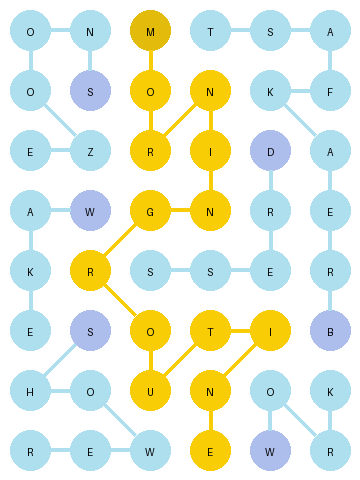 O N M T S A
O S O N K F
E Z R I D A
A W G N R E
K R S S E R
E S O T I B
H O U N O K
R E W E W R